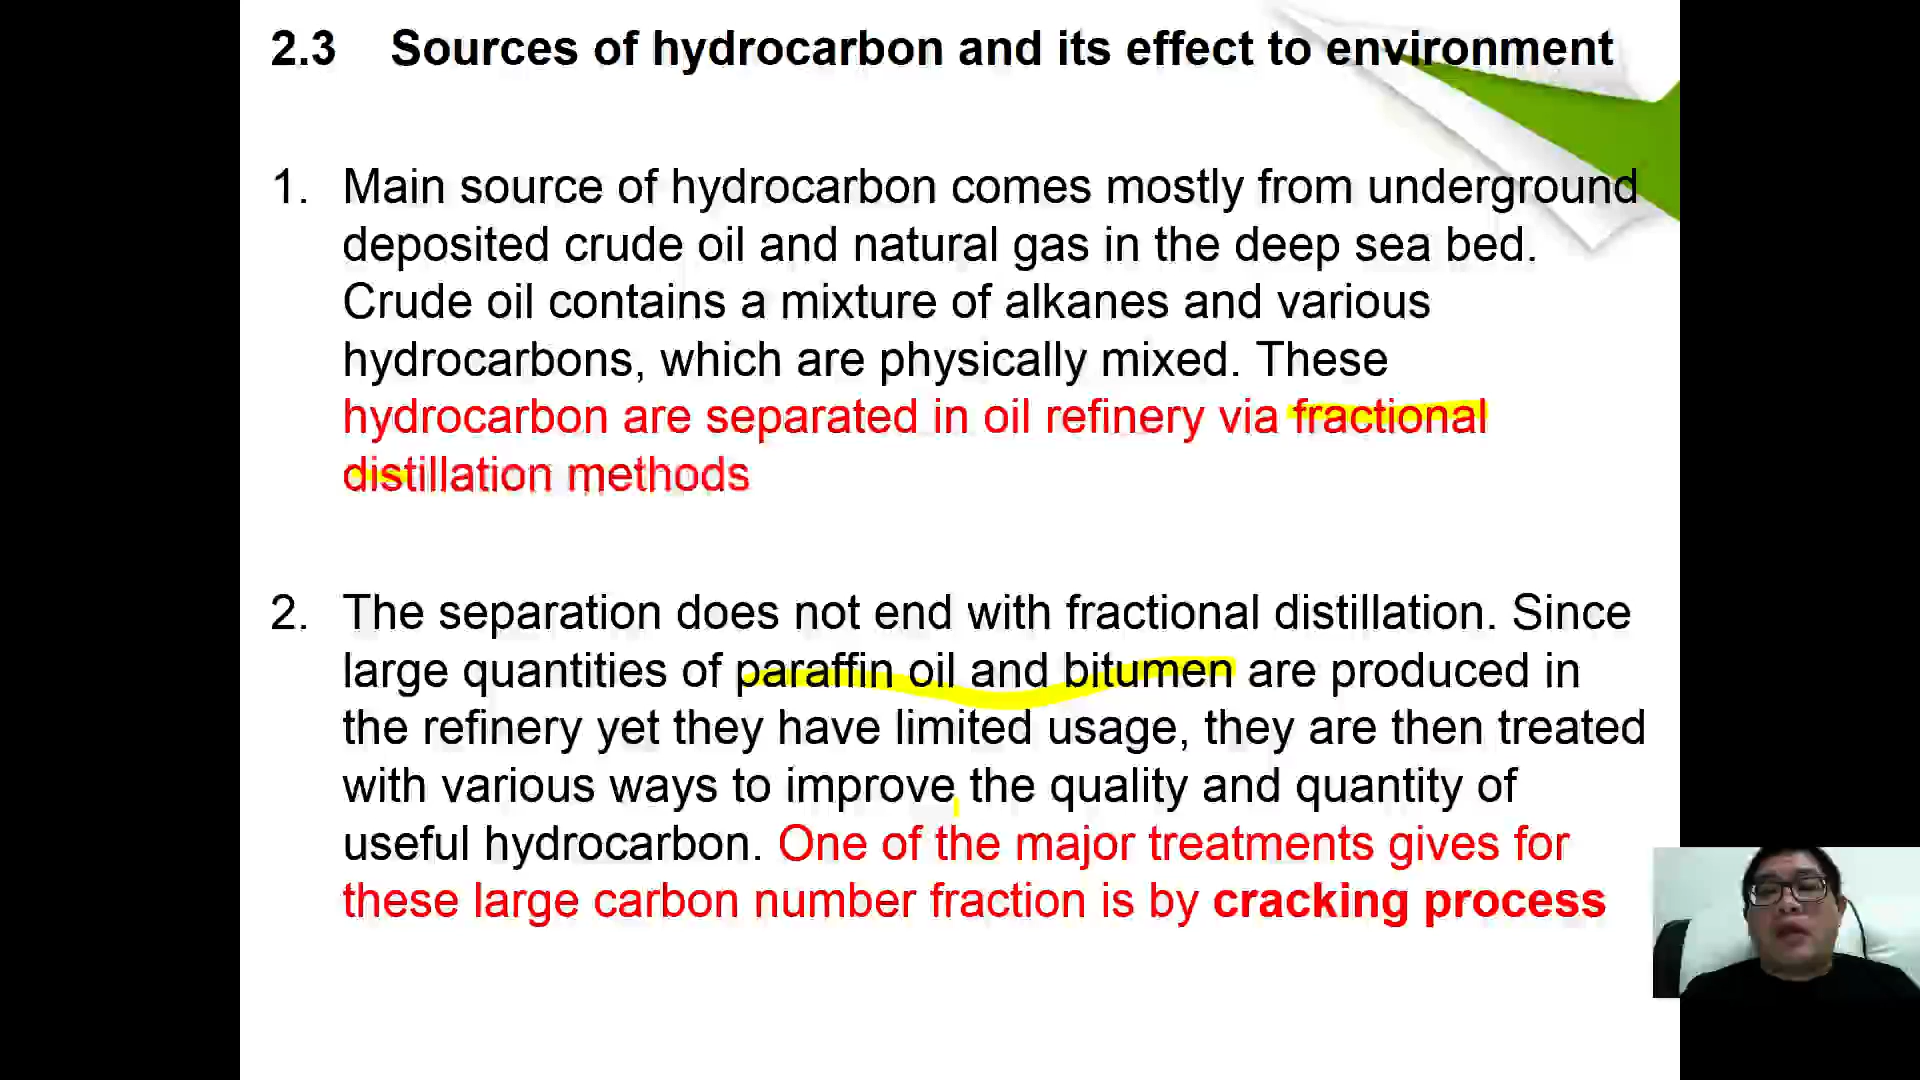 2.3 Sources of hydrocarbon and its effect to environment
1. Main source of hydrocarbon comes mostly from underground
deposited crude oil and natural gas in the deep sea bed.
Crude oil contains a mixture of alkanes and various
hydrocarbons, which are physically mixed. These
hydrocarbon are separated in oil refinery via fractional
distillation methods
2. The separation does not end with fractional distillation. Since
large quantities of paraffin oil and bitumen are produced in
the refinery yet they have limited usage, they are then treated
with various ways to improve the quality and quantity of
useful hydrocarbon. One of the major treatments gives for
these large carbon number fraction is by cracking process